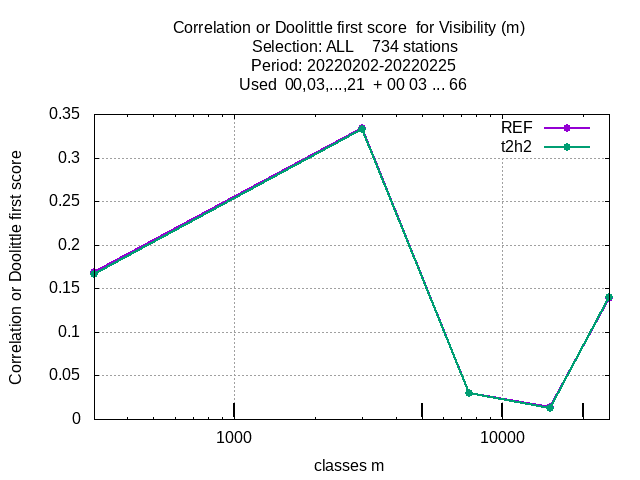 Correlation or Doolittle first score  for Visibility (m)
Selection: ALL    734 stations
Period: 20220202-20220225
Used  00,03,...,21  + 00 03 ... 66
Correlation or Doolittle first score
0.35
0.3
0.25
0.2
0.15
0.1
0.05
0
REF
t2h2
1000
10000
classes m